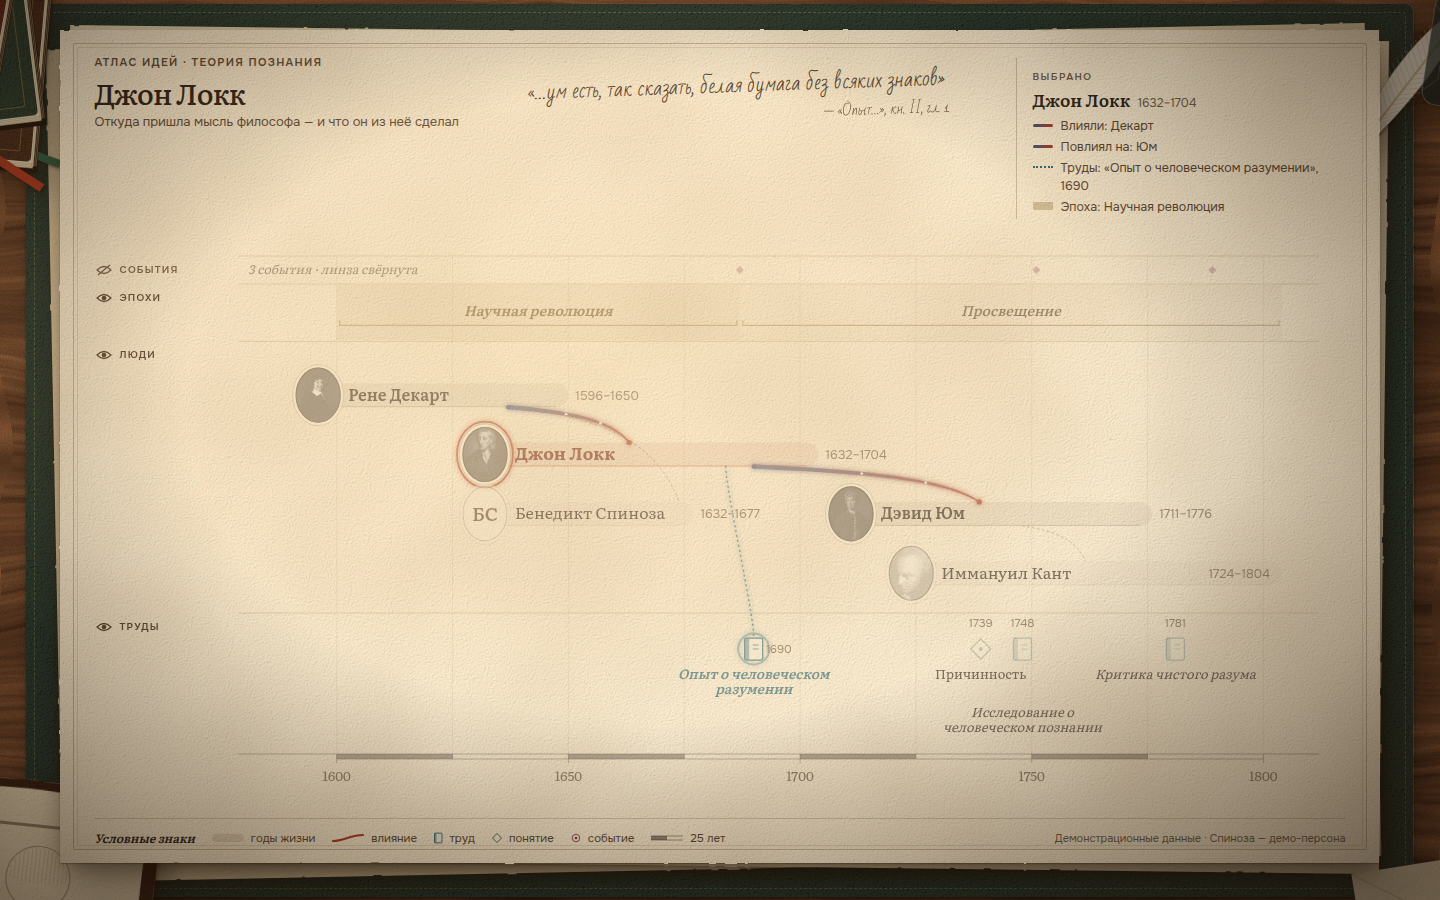 АТЛАС ИДЕЙ · ТЕОРИЯ ПОЗНАНИЯ
Джон Локк
Откуда пришла мысль философа — и что он из неё сделал
«...ум есть, так сказать, белая бумага без всяких знаков»
— «Опыт...», кн. II, гл 1
ВЫБРАНО
Джон Локк 1632–1704
Влияли: Декарт
Повлиял на: Юм
Труды: «Опыт о человеческом разумении»,
1690
Эпоха: Научная революция
СОБЫТИЯ
3 события · линза свёрнута
ЭПОХИ
Научная революция
Просвещение
ЛЮДИ
Рене Декарт 1596–1650
Джон Локк 1632–1704
БС Бенедикт Спиноза 1632–1677
Дэвид Юм 1711–1776
Иммануил Кант 1724–1804
ТРУДЫ
1739 1748 1781
1690
Опыт о человеческом
разумении
Причинность
Критика чистого разума
Исследование о
человеческом познании
1600 1650 1700 1750 1800
Условные знаки годы жизни влияние труд понятие событие 25 лет
Демонстрационные данные · Спиноза — демо-персона